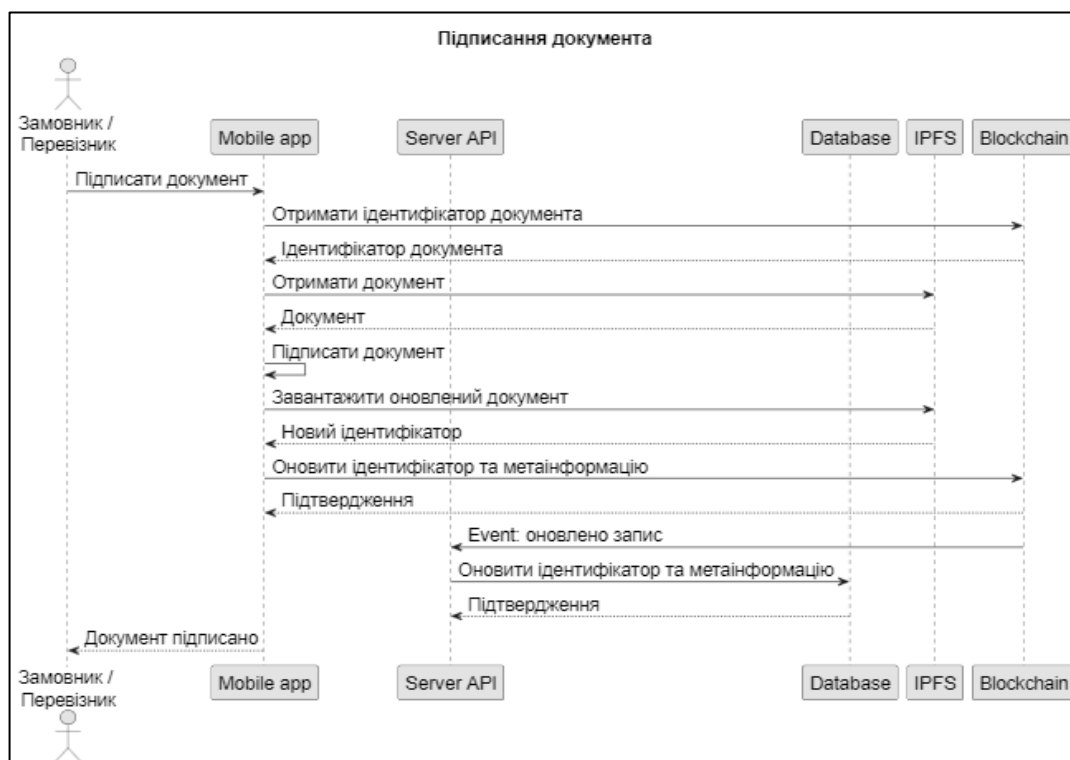 Підписання документа
Замовник /
Перевізник
Mobile app
Server API
Database
IPFS
Blockchain
Підписати документ
Отримати ідентифікатор документа
Ідентифікатор документа
Отримати документ
Документ
Підписати документ
Завантажити оновлений документ
Новий ідентифікатор
Оновити ідентифікатор та метаінформацію
Підтвердження
Event: оновлено запис
Оновити ідентифікатор та метаінформацію
Підтвердження
Документ підписано
Замовник /
Перевізник
Mobile app
Server API
Database
IPFS
Blockchain